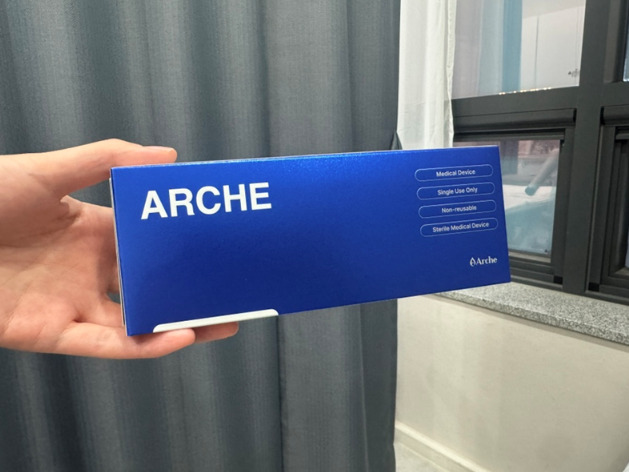 ARCHE
Medical Device
Single Use Only
Non-reusable
Sterile Medical Device
Arche